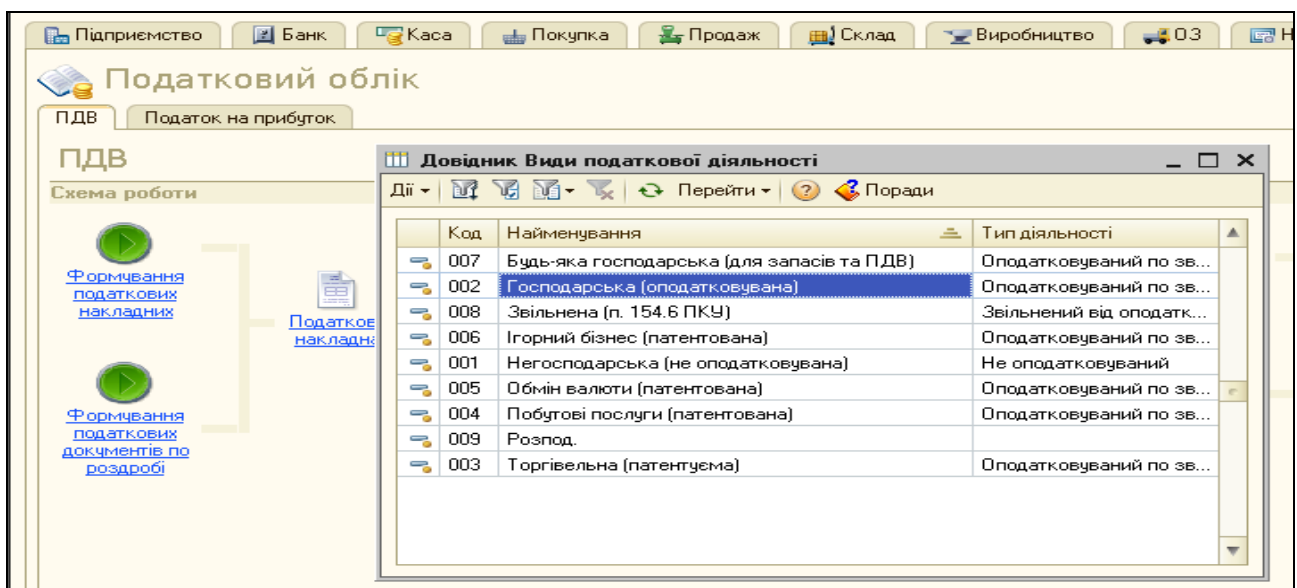 Підприємство Банк Каса Покупка Продаж Склад Виробництво ОЗ Н
Податковий облік
ПДВ Податок на прибуток
ПДВ
Схема роботи
Формування
податкових
накладних
Податков
накладна
Формування
податкових
документів по
роздробі
Довідник Види податкової діяльності
Дії Перейти Поради
Код Найменування Тип діяльності
007 Будь-яка господарська (для запасів та ПДВ) Оподатковуваний по зв...
002 Господарська (оподатковувана) Оподатковуваний по зв...
008 Звільнена (п. 154.6 ПКУ) Звільнений від оподатк...
006 Ігорний бізнес (патентована) Оподатковуваний по зв...
001 Негосподарська (не оподатковувана) Не оподатковуваний
005 Обмін валюти (патентована) Оподатковуваний по зв...
004 Побутові послуги (патентована) Оподатковуваний по зв...
009 Розпод.
003 Торгівельна (патентуєма) Оподатковуваний по зв...